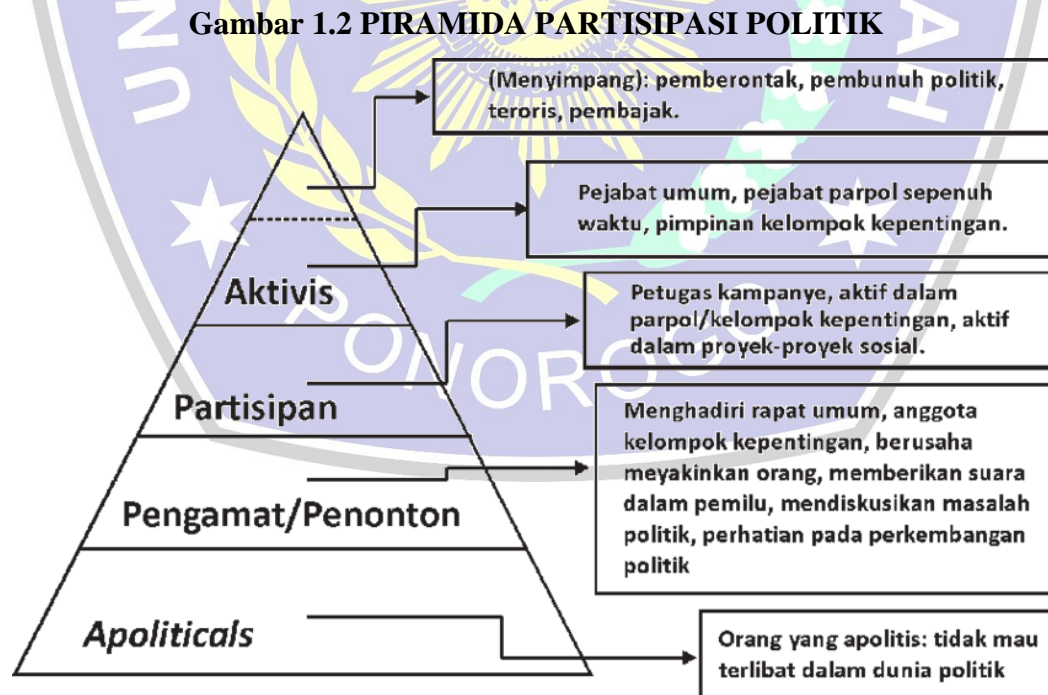 Gambar 1.2 PIRAMIDA PARTISIPASI POLITIK
(Menyimpang): pemberontak, pembunuh politik,
teroris, pembajak.
Pejabat umum, pejabat parpol sepenuh
waktu, pimpinan kelompok kepentingan.
Aktivis
Petugas kampanye, aktif dalam
parpol/kelompok kepentingan, aktif
dalam proyek-proyek sosial.
Partisipan
Menghadiri rapat umum, anggota
kelompok kepentingan, berusaha
meyakinkan orang, memberikan suara
dalam pemilu, mendiskusikan masalah
politik, perhatian pada perkembangan
politik
Pengamat/Penonton
Apoliticals
Orang yang apolitis: tidak mau
terlibat dalam dunia politik
UN
AH
PONOROGO